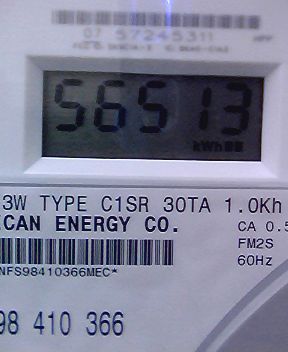 07 57245311
56513
kWh
3W TYPE C1SR 30TA 1.0Kh
ICAN ENERGY CO.
CA 0.5
FM2S
NFS98410366MEC*
60Hz
98 410 366